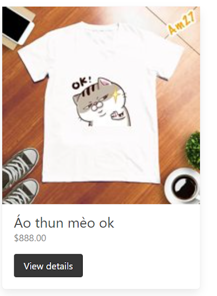 Am27
OK!
Áo thun mèo ok
$888.00
View details